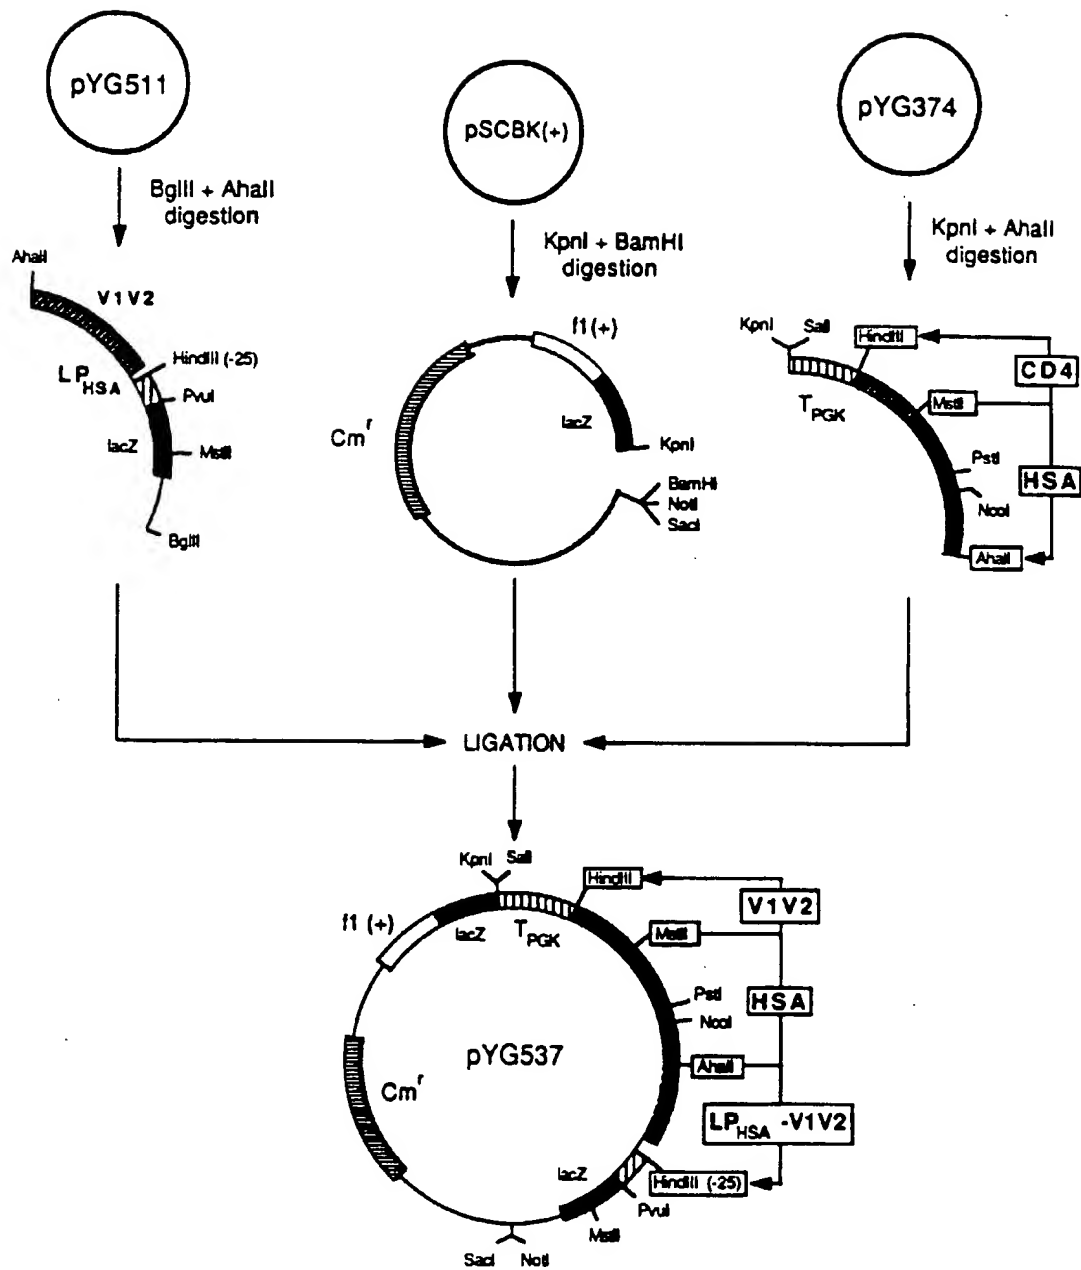 pYG511
pSCBK(+)
pYG374
BglII + AhaII
digestion
KpnI + BamHI
digestion
KpnI + AhaII
digestion
AhaII
V1V2
HindIII (-25)
LP HSA
PvuI
lacZ
MstII
BglII
f1 (+)
Cm r
lacZ
KpnI
BamHI
NotI
SacI
KpnI
SalI
HindIII
CD4
T PGK
MstII
PstI
HSA
NcoI
AhaII
LIGATION
KpnI
SalI
HindIII
V1V2
f1 (+)
lacZ
T PGK
MstII
PstI
HSA
NcoI
pYG537
AhaII
Cm r
LP HSA -V1V2
lacZ
HindIII (-25)
PvuI
MstII
SacI
NotI